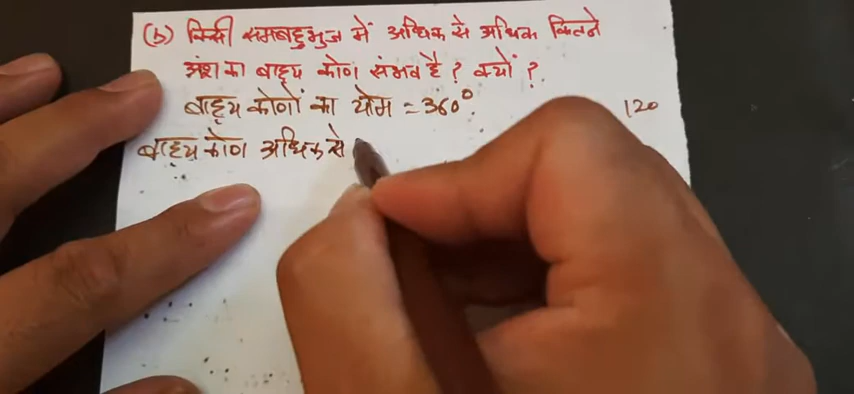 (b) किसी समबहुभुज में अधिक से अधिक कितने
अंश का बाह्य कोण संभव है? क्यों?
बाह्य कोणों का योग = 360°.
120
बाह्य कोण अधिक से